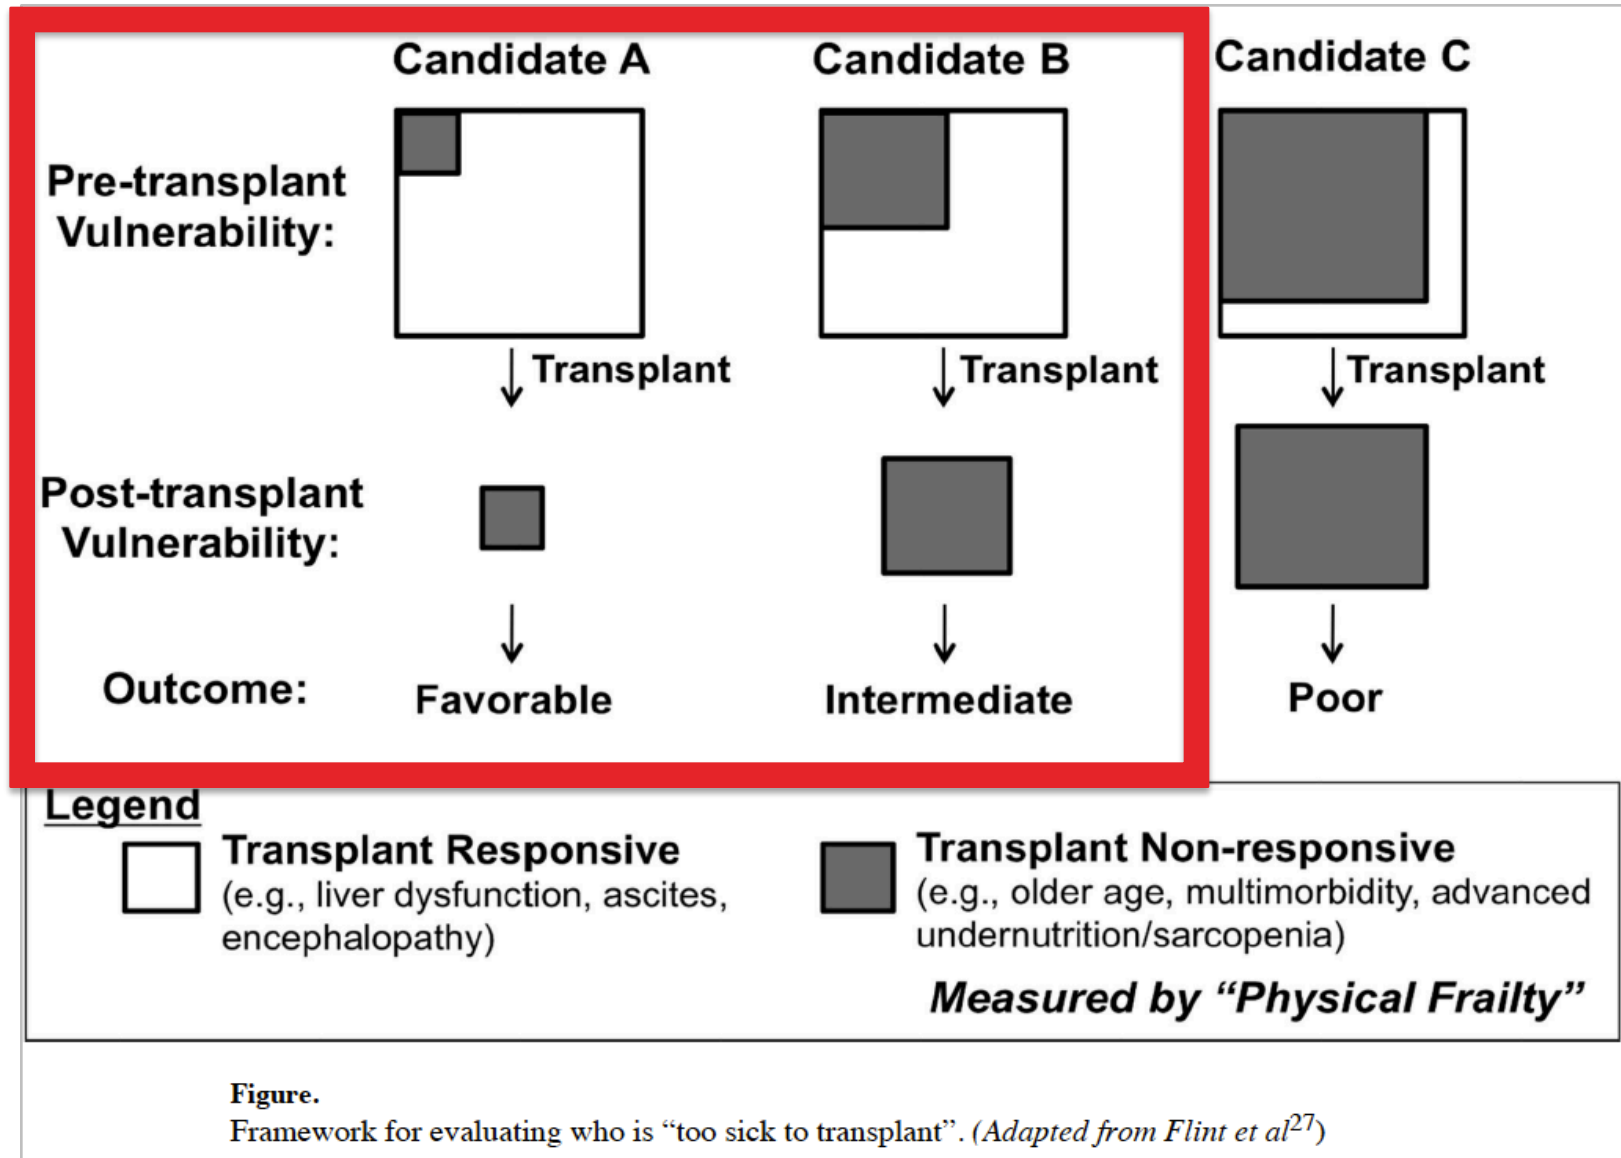 Candidate A Candidate B Candidate C
Pre-transplant
Vulnerability:
Transplant Transplant Transplant
Post-transplant
Vulnerability:
Outcome: Favorable Intermediate Poor
Legend
Transplant Responsive
(e.g., liver dysfunction, ascites,
encephalopathy)
Transplant Non-responsive
(e.g., older age, multimorbidity, advanced
undernutrition/sarcopenia)
Measured by “Physical Frailty”
Figure.
Framework for evaluating who is “too sick to transplant”. (Adapted from Flint et al27)